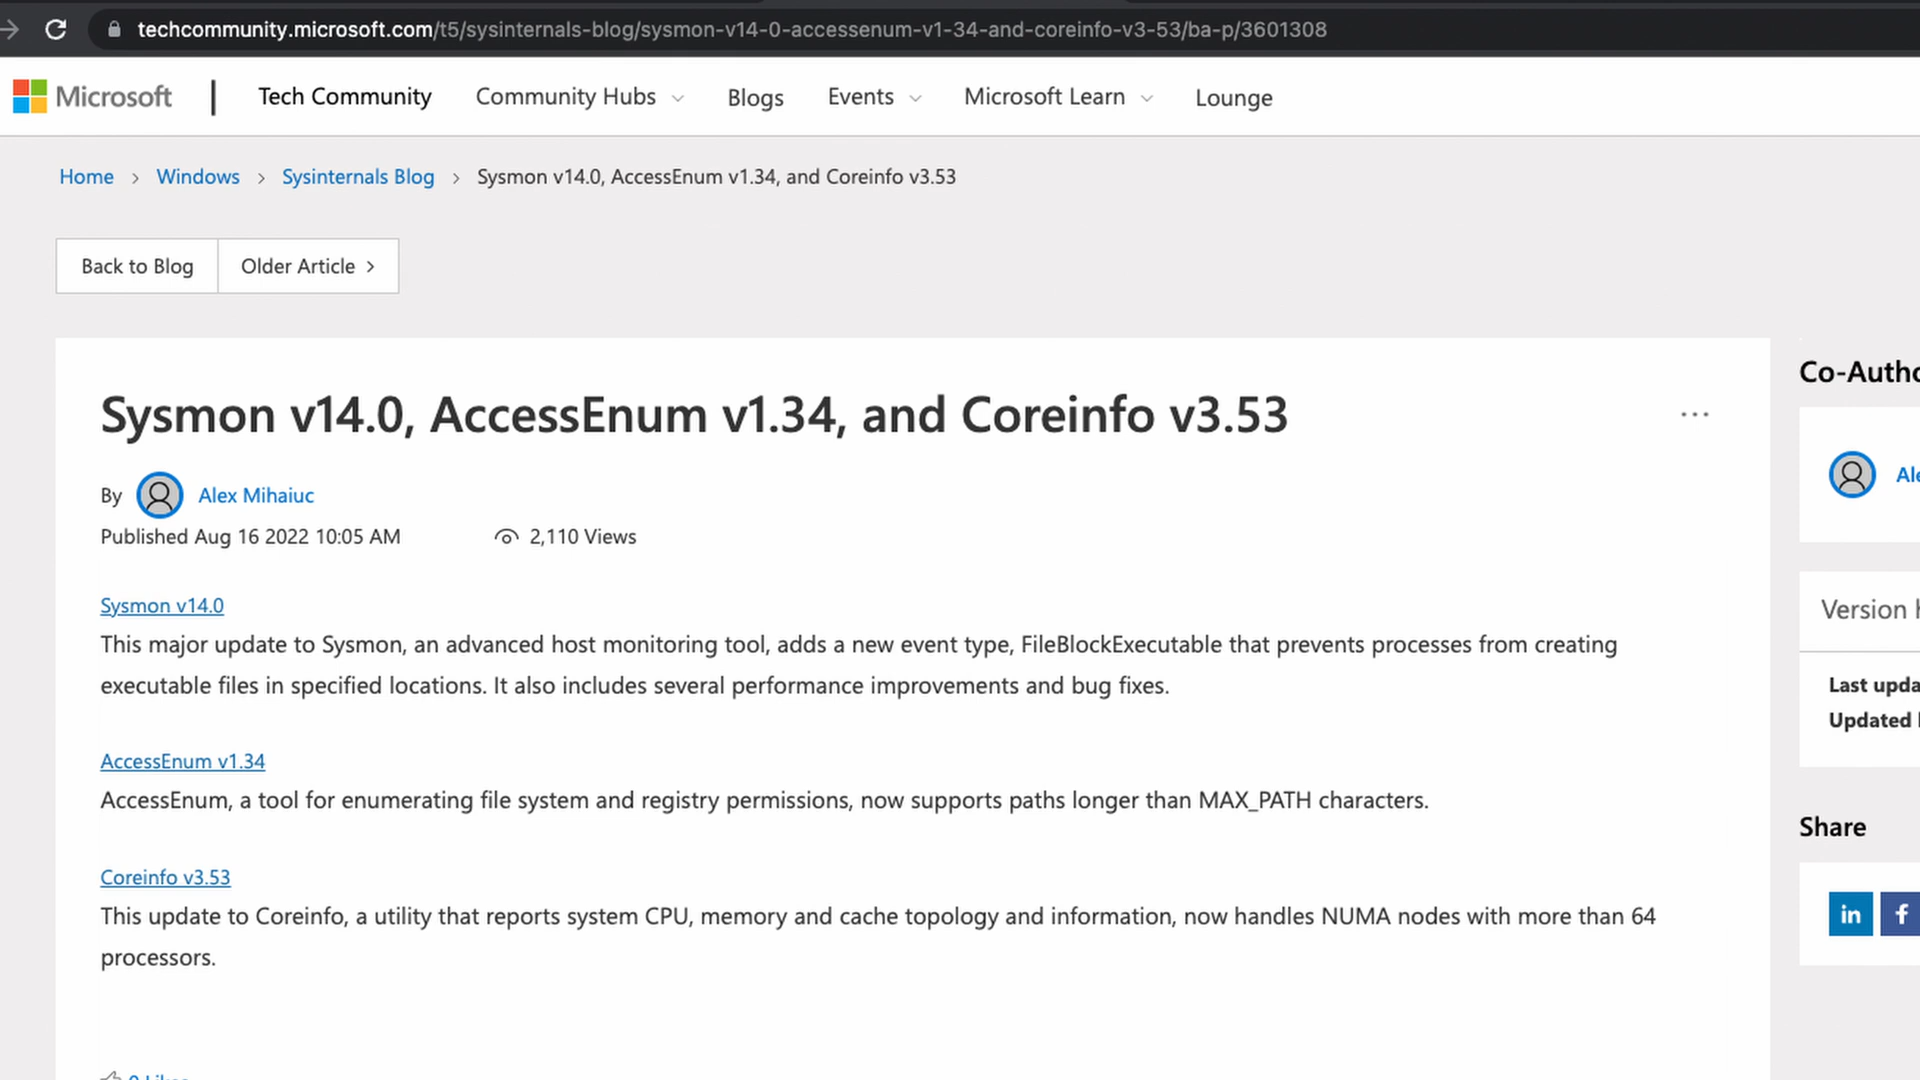 techcommunity.microsoft.com/t5/sysinternals-blog/sysmon-v14-0-accessenum-v1-34-and-coreinfo-v3-53/ba-p/3601308
Microsoft | Tech Community Community Hubs Blogs Events Microsoft Learn Lounge
Home > Windows > Sysinternals Blog > Sysmon v14.0, AccessEnum v1.34, and Coreinfo v3.53
Back to Blog Older Article >
Sysmon v14.0, AccessEnum v1.34, and Coreinfo v3.53
By Alex Mihaiuc
Published Aug 16 2022 10:05 AM 2,110 Views
Sysmon v14.0
This major update to Sysmon, an advanced host monitoring tool, adds a new event type, FileBlockExecutable that prevents processes from creating
executable files in specified locations. It also includes several performance improvements and bug fixes.
AccessEnum v1.34
AccessEnum, a tool for enumerating file system and registry permissions, now supports paths longer than MAX_PATH characters.
Coreinfo v3.53
This update to Coreinfo, a utility that reports system CPU, memory and cache topology and information, now handles NUMA nodes with more than 64
processors.
Co-Autho
Ale
Version
Last upda
Updated
Share
in f